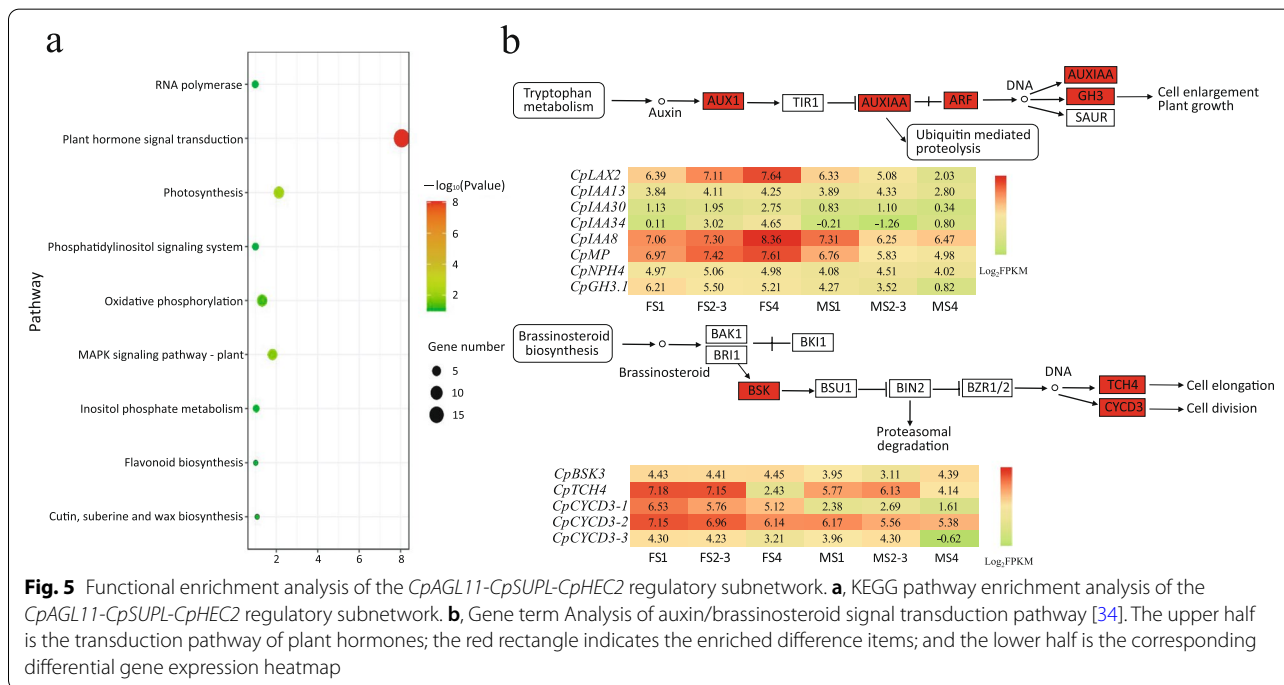 a
RNA polymerase
Plant hormone signal transduction
Photosynthesis
Phosphatidylinositol signaling system
Oxidative phosphorylation
MAPK signaling pathway - plant
Inositol phosphate metabolism
Flavonoid biosynthesis
Cutin, suberine and wax biosynthesis
Pathway
2 4 6 8
−log₁₀(Pvalue)
8
6
4
2
Gene number
5
10
15
b
Tryptophan
metabolism
Auxin
AUX1
TIR1
AUXIAA
ARF
DNA
AUXIAA
GH3
SAUR
Cell enlargement
Plant growth
Ubiquitin mediated
proteolysis
CpLAX2 6.39 7.11 7.64 6.33 5.08 2.03
CpIAA13 3.84 4.11 4.25 3.89 4.33 2.80
CpIAA30 1.13 1.95 2.75 0.83 1.10 0.34
CpIAA34 0.11 3.02 4.65 -0.21 -1.26 0.80
CpIAA8 7.06 7.30 8.36 7.31 6.25 6.47
CpMP 6.97 7.42 7.61 6.76 5.83 4.98
CpNPH4 4.97 5.06 4.98 4.08 4.51 4.02
CpGH3.1 6.21 5.50 5.21 4.27 3.52 0.82
FS1 FS2-3 FS4 MS1 MS2-3 MS4
Log₂FPKM
Brassinosteroid
biosynthesis
Brassinosteroid
BAK1
BRI1
BKI1
BSK
BSU1
BIN2
BZR1/2
DNA
TCH4
CYCD3
Cell elongation
Cell division
Proteasomal
degradation
CpBSK3 4.43 4.41 4.45 3.95 3.11 4.39
CpTCH4 7.18 7.15 2.43 5.77 6.13 4.14
CpCYCD3-1 6.53 5.76 5.12 2.38 2.69 1.61
CpCYCD3-2 7.15 6.96 6.14 6.17 5.56 5.38
CpCYCD3-3 4.30 4.23 3.21 3.96 4.30 -0.62
FS1 FS2-3 FS4 MS1 MS2-3 MS4
Log₂FPKM
Fig. 5 Functional enrichment analysis of the CpAGL11-CpSUPL-CpHEC2 regulatory subnetwork. a, KEGG pathway enrichment analysis of the
CpAGL11-CpSUPL-CpHEC2 regulatory subnetwork. b, Gene term Analysis of auxin/brassinosteroid signal transduction pathway [34]. The upper half
is the transduction pathway of plant hormones; the red rectangle indicates the enriched difference items; and the lower half is the corresponding
differential gene expression heatmap